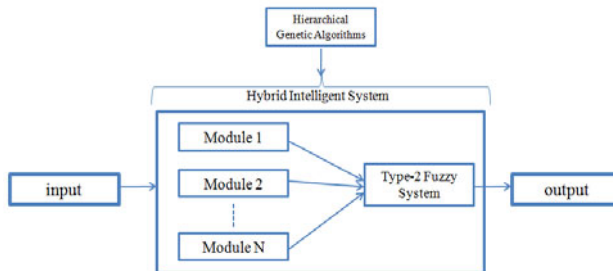 Hierarchical
Genetic Algorithms
Hybrid Intelligent System
Module 1
Module 2
Module N
Type-2 Fuzzy
System
input
output